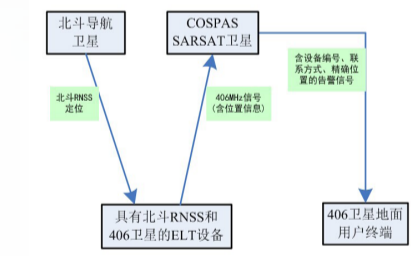 北斗导航
卫星
COSPAS
SARSAT卫星
北斗RNSS
定位
406MHz信号
(含位置信息)
含设备编号、联
系方式、精确位
置的告警信号
具有北斗RNSS和
406卫星的ELT设备
406卫星地面
用户终端